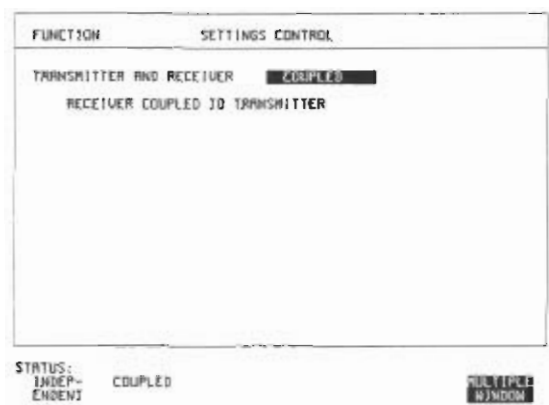 FUNCTION SETTINGS CONTROL
TRANSMITTER AND RECEIVER COUPLED
RECEIVER COUPLED TO TRANSMITTER
STATUS:
INDEP- COUPLED MULTIPLE
ENDENT WINDOW